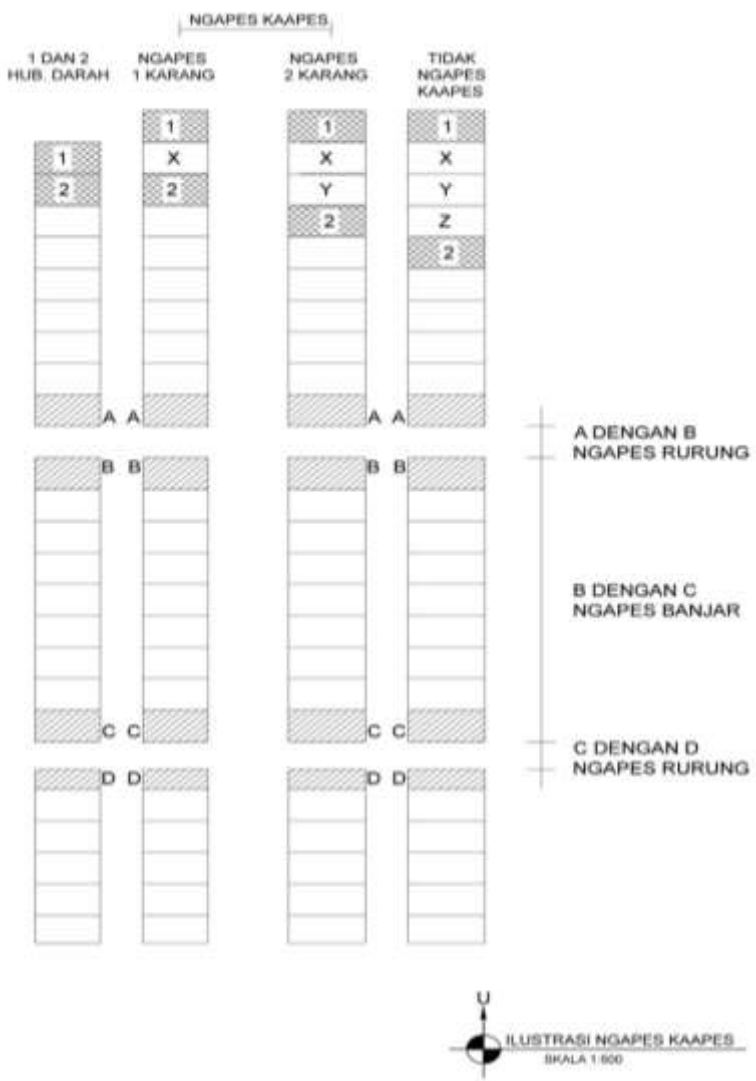 NGAPES KAAPES
1 DAN 2
HUB. DARAH
NGAPES
1 KARANG
NGAPES
2 KARANG
TIDAK
NGAPES
KAAPES
1
2
1
X
2
1
X
Y
2
1
X
Y
Z
2
A A A A
B B B B
C C C C
D D D D
A DENGAN B
NGAPES RURUNG
B DENGAN C
NGAPES BANJAR
C DENGAN D
NGAPES RURUNG
U
ILUSTRASI NGAPES KAAPES
SKALA 1:600